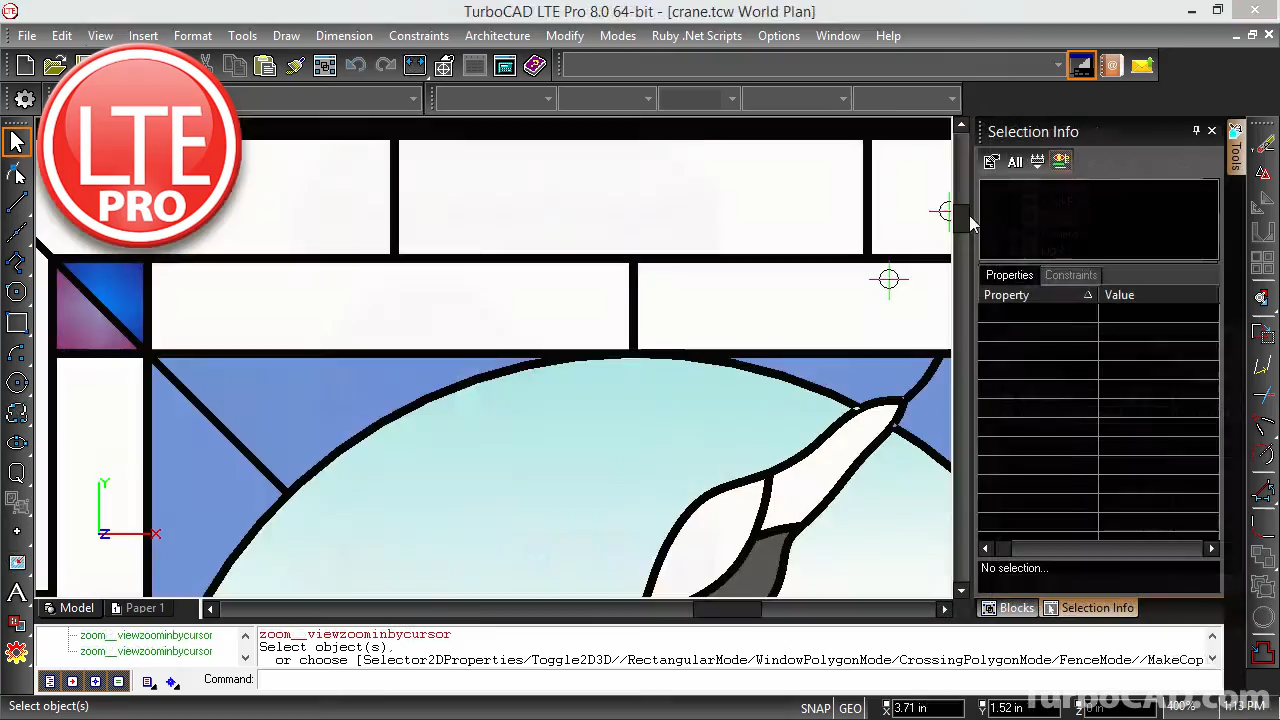 TurboCAD LTE Pro 8.0 64-bit - [crane.tcw World Plan]
File Edit View Insert Format Tools Draw Dimension Constraints Architecture Modify Modes Ruby .Net Scripts Options Window Help
LTE
PRO
Selection Info
Tools
All
Properties Constraints
Property Value
Y
Z X
No selection...
Model Paper 1
Blocks Selection Info
zoom__viewzoominbycursor
zoom__viewzoominbycursor
zoom__viewzoominbycursor
Select object(s),
or choose [Selector2DProperties/Toggle2D3D//RectangularMode/WindowPolygonMode/CrossingPolygonMode/FenceMode//MakeCop
Command:
Select object(s)
SNAP GEO X 3.71 in Y 1.52 in Z 0 in 400% 1:13 PM
TurboCAD.com